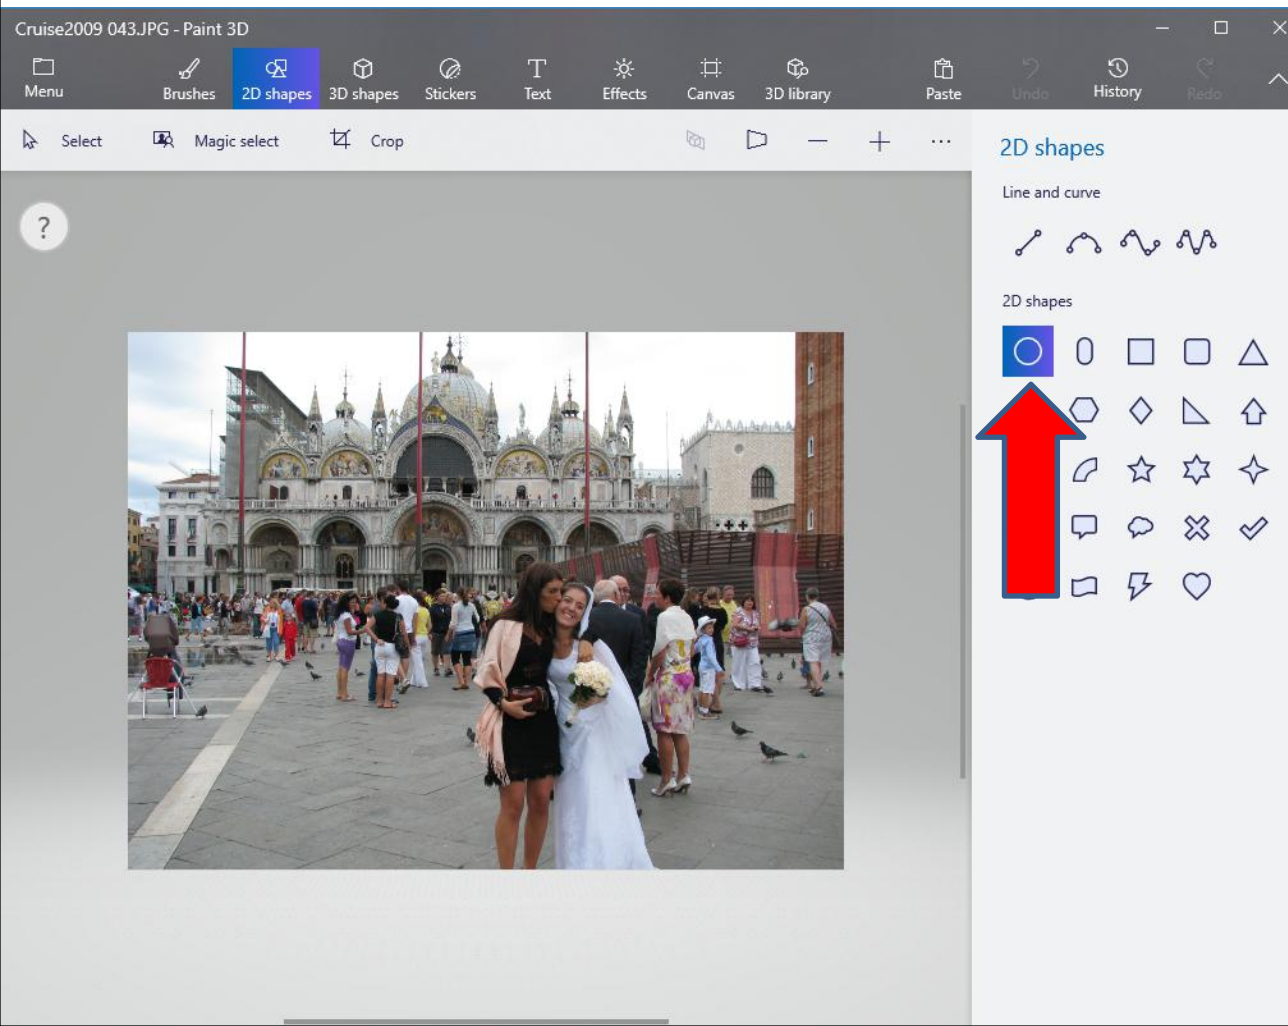 Cruise2009 043.JPG - Paint 3D
Menu Brushes 2D shapes 3D shapes Stickers Text Effects Canvas 3D library Paste Undo History Redo
Select Magic select Crop
2D shapes
Line and curve
?
2D shapes